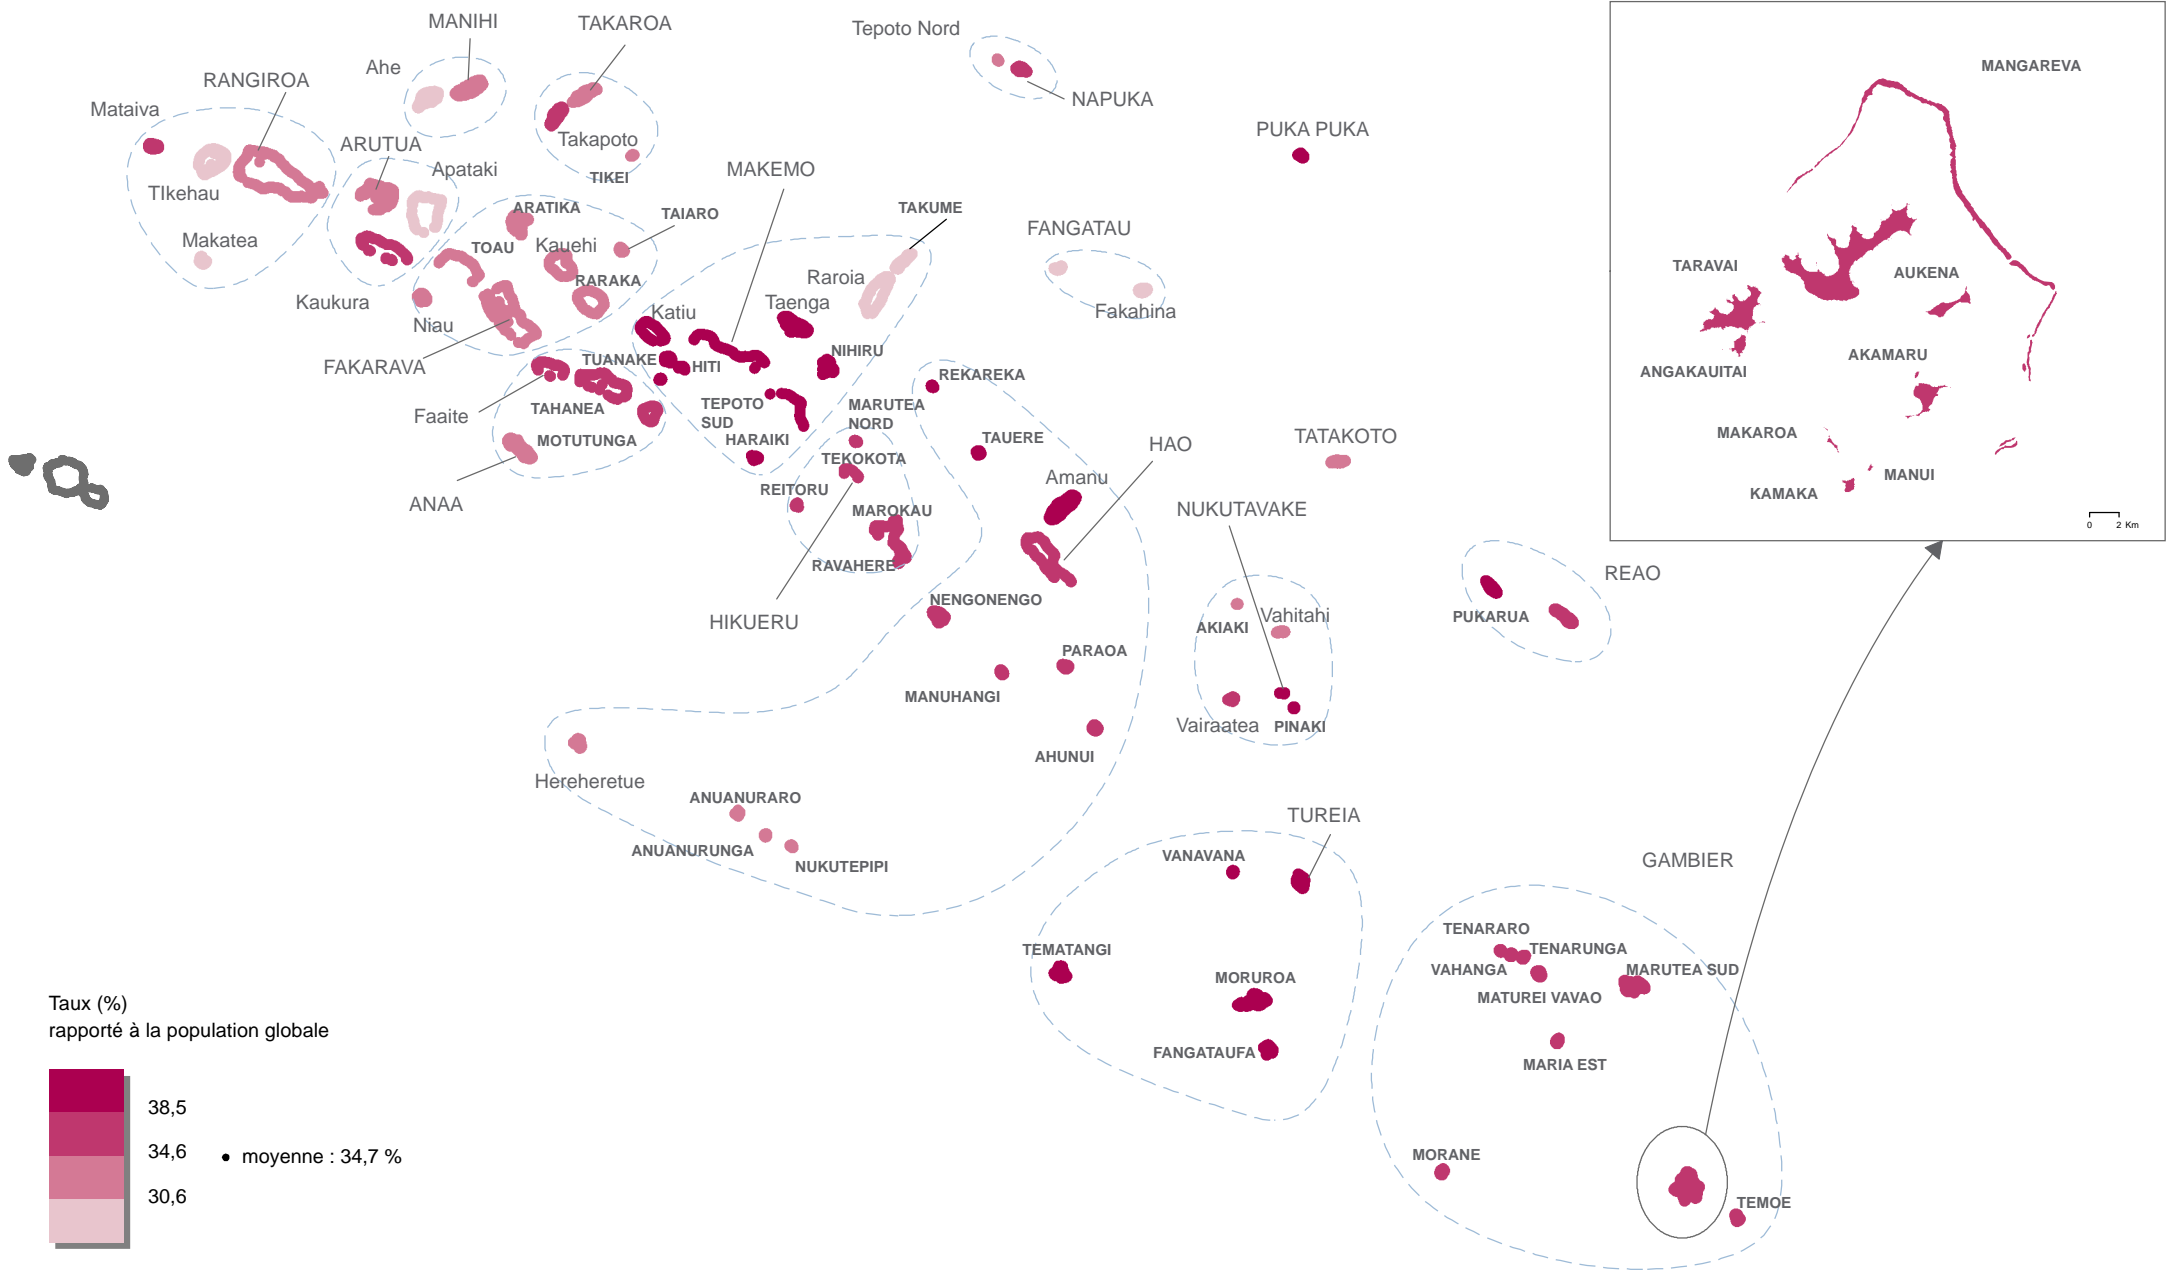 MANIHI
TAKAROA
Tepoto Nord
Ahe
RANGIROA
Mataiva
NAPUKA
MANGAREVA
PUKA PUKA
ARUTUA
Takapoto
Apataki
MAKEMO
TIKEI
TIkehau
ARATIKA
TAIARO
TAKUME
FANGATAU
Makatea
TOAU
Kauehi
TARAVAI
AUKENA
Raroia
RARAKA
Kaukura
Taenga
Katiu
Fakahina
Niau
NIHIRU
AKAMARU
TUANAKE
HITI
FAKARAVA
REKAREKA
ANGAKAUITAI
TEPOTO
SUD
MARUTEA
NORD
Faaite
TAHANEA
MAKAROA
MOTUTUNGA
HARAIKI
TAUERE
TATAKOTO
HAO
TEKOKOTA
MANUI
Amanu
REITORU
KAMAKA
ANAA
MAROKAU
NUKUTAVAKE
0 2 Km
RAVAHERE
REAO
NENGONENGO
HIKUERU
AKIAKI
Vahitahi
PUKARUA
PARAOA
MANUHANGI
Vairaatea
PINAKI
AHUNUI
Hereheretue
ANUANURARO
TUREIA
ANUANURUNGA
NUKUTEPIPI
VANAVANA
GAMBIER
TENARARO
TEMATANGI
TENARUNGA
VAHANGA
MARUTEA SUD
MORUROA
MATUREI VAVAO
Taux (%)
rapporté à la population globale
FANGATAUFA
MARIA EST
38,5
34,6
• moyenne : 34,7 %
MORANE
30,6
TEMOE